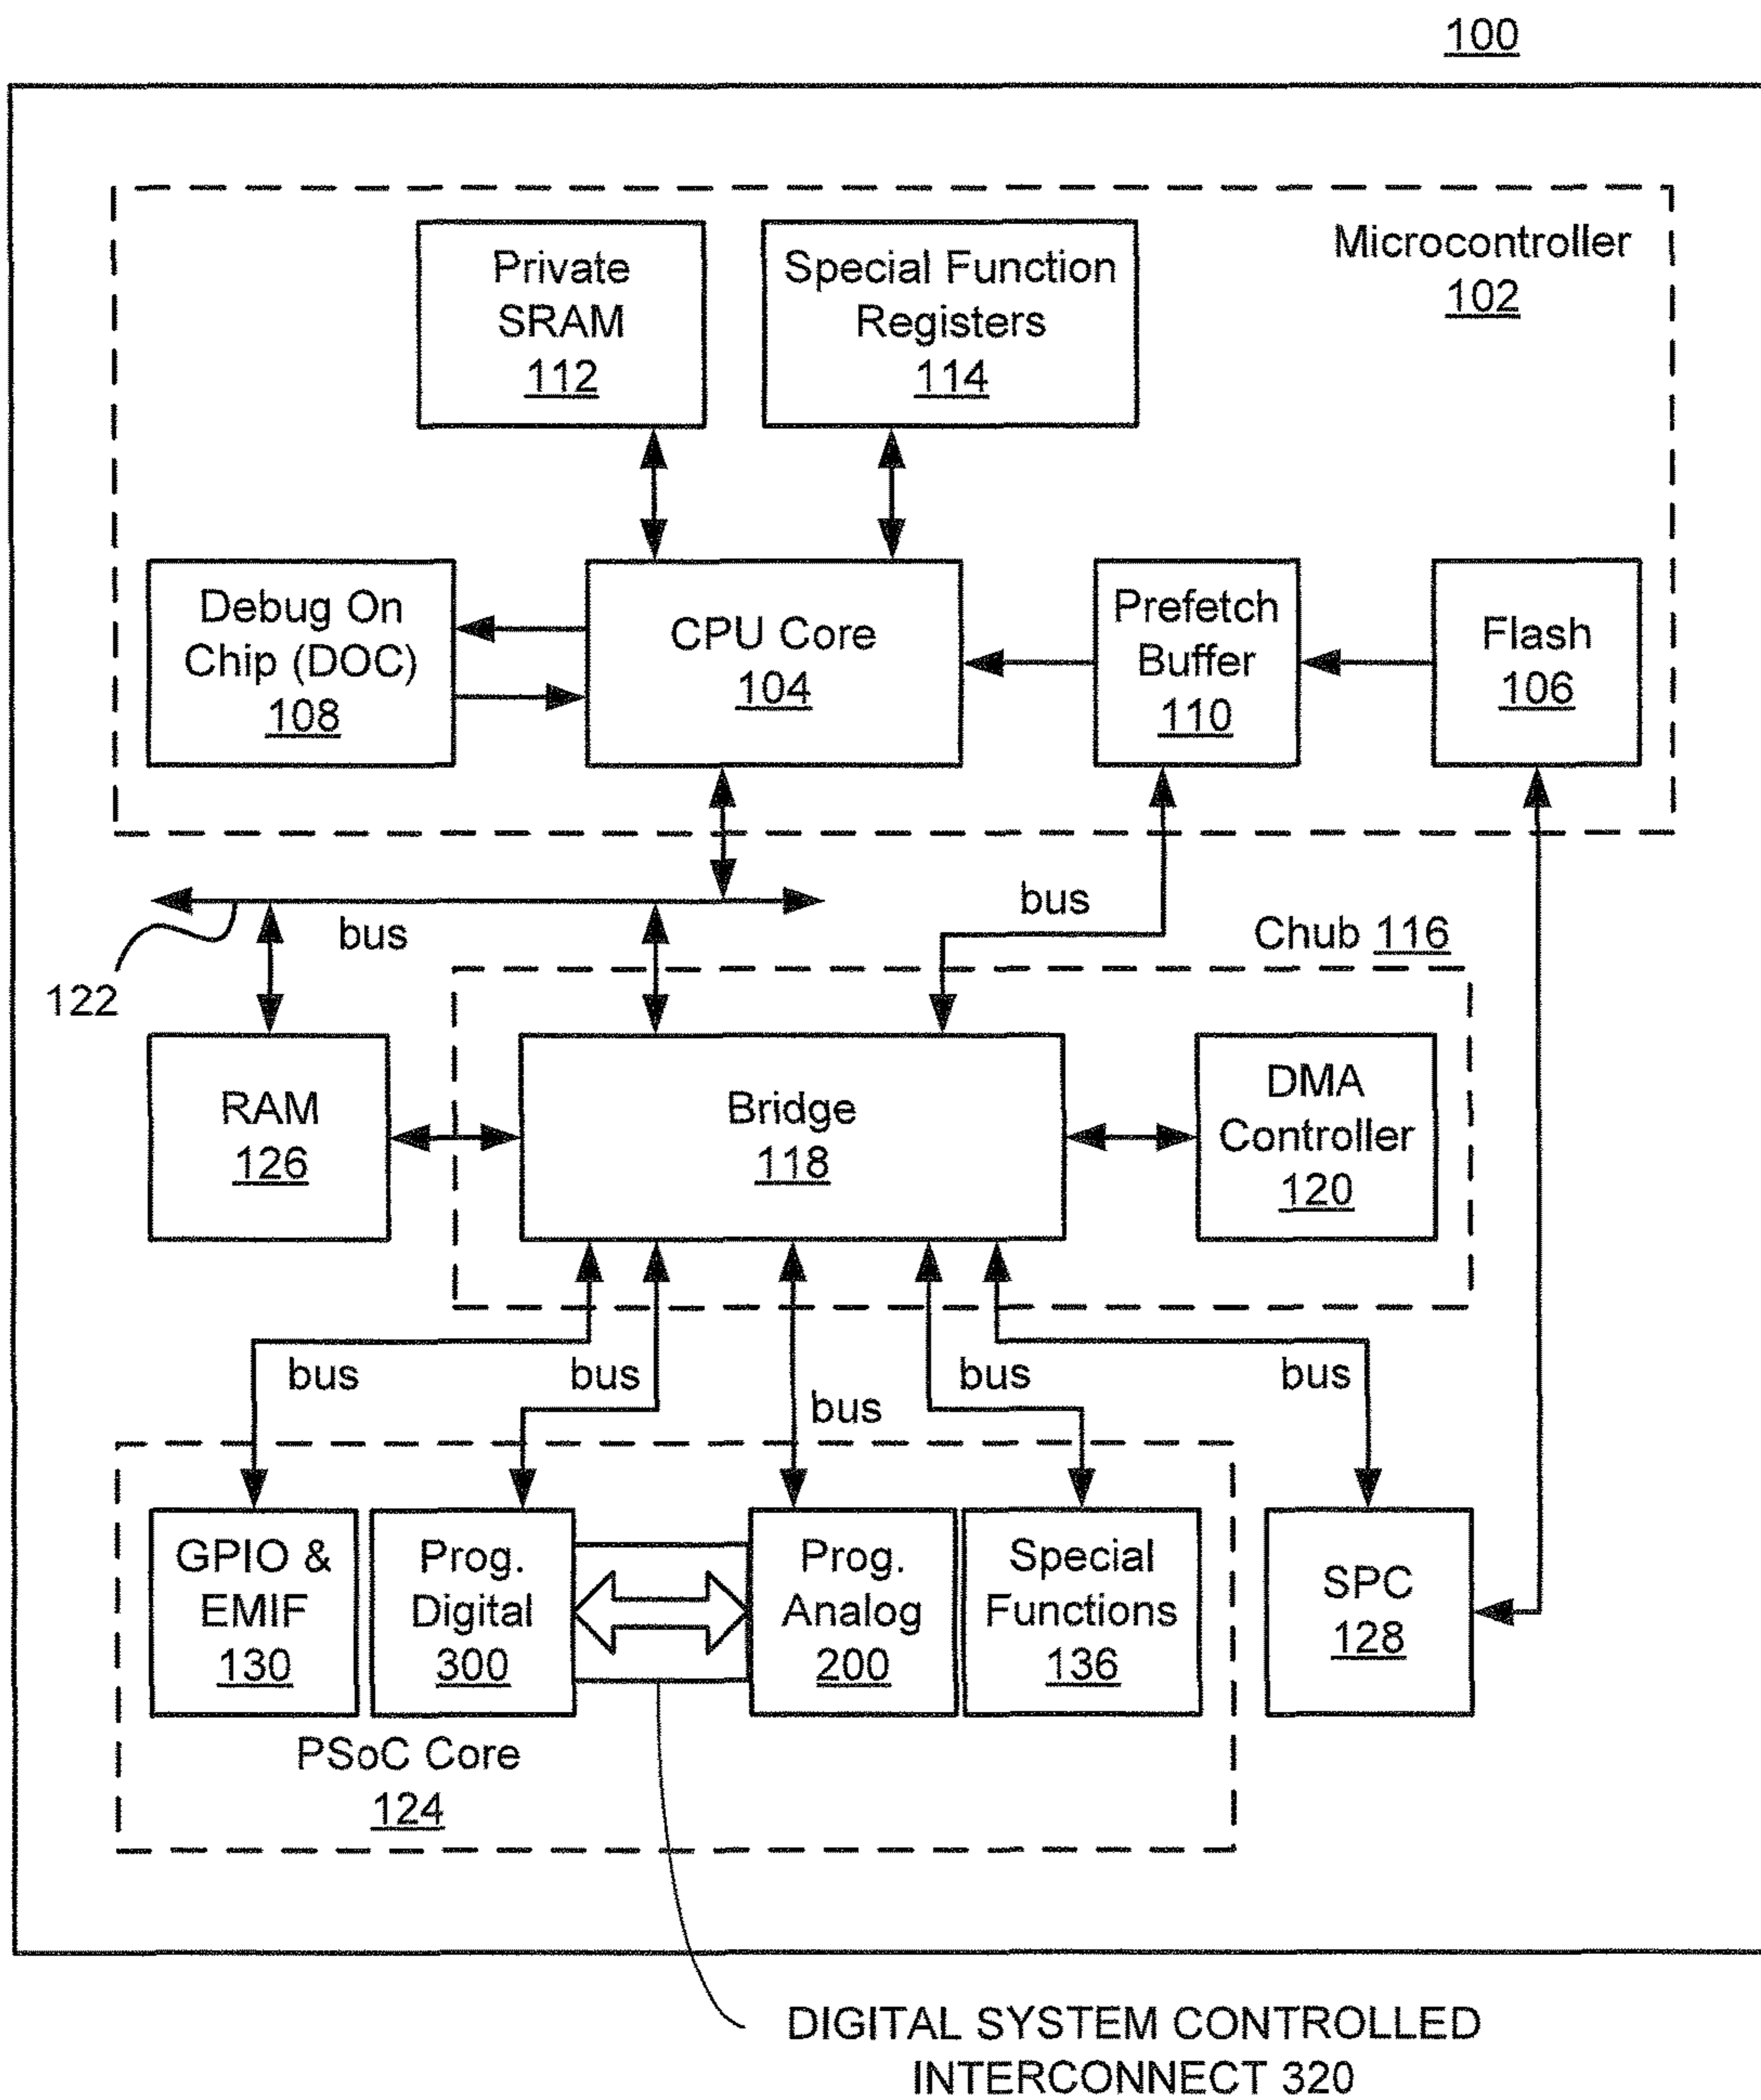 100
Microcontroller
102
Private
SRAM
112
Special Function
Registers
114
Debug On
Chip (DOC)
108
CPU Core
104
Prefetch
Buffer
110
Flash
106
bus
122
bus
Chub 116
RAM
126
Bridge
118
DMA
Controller
120
bus
bus
bus
bus
bus
GPIO &
EMIF
130
Prog.
Digital
300
Prog.
Analog
200
Special
Functions
136
SPC
128
PSoC Core
124
DIGITAL SYSTEM CONTROLLED
INTERCONNECT 320